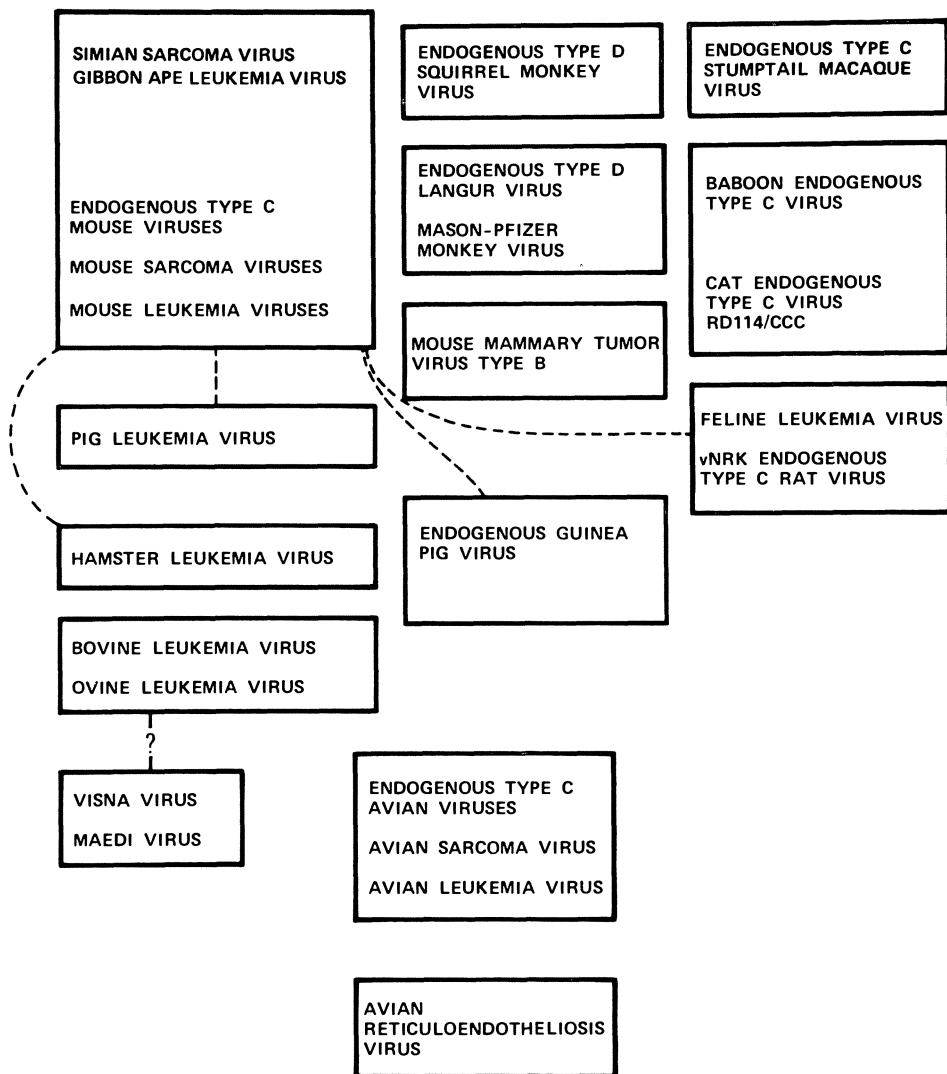 SIMIAN SARCOMA VIRUS
GIBBON APE LEUKEMIA VIRUS
ENDOGENOUS TYPE C
MOUSE VIRUSES
MOUSE SARCOMA VIRUSES
MOUSE LEUKEMIA VIRUSES
ENDOGENOUS TYPE D
SQUIRREL MONKEY
VIRUS
ENDOGENOUS TYPE C
STUMPTAIL MACAQUE
VIRUS
ENDOGENOUS TYPE D
LANGUR VIRUS
MASON-PFIZER
MONKEY VIRUS
BABOON ENDOGENOUS
TYPE C VIRUS
CAT ENDOGENOUS
TYPE C VIRUS
RD114/CCC
MOUSE MAMMARY TUMOR
VIRUS TYPE B
PIG LEUKEMIA VIRUS
FELINE LEUKEMIA VIRUS
vNRK ENDOGENOUS
TYPE C RAT VIRUS
HAMSTER LEUKEMIA VIRUS
ENDOGENOUS GUINEA
PIG VIRUS
BOVINE LEUKEMIA VIRUS
OVINE LEUKEMIA VIRUS
?
VISNA VIRUS
MAEDI VIRUS
ENDOGENOUS TYPE C
AVIAN VIRUSES
AVIAN SARCOMA VIRUS
AVIAN LEUKEMIA VIRUS
AVIAN
RETICULOENDOTHELIOSIS
VIRUS